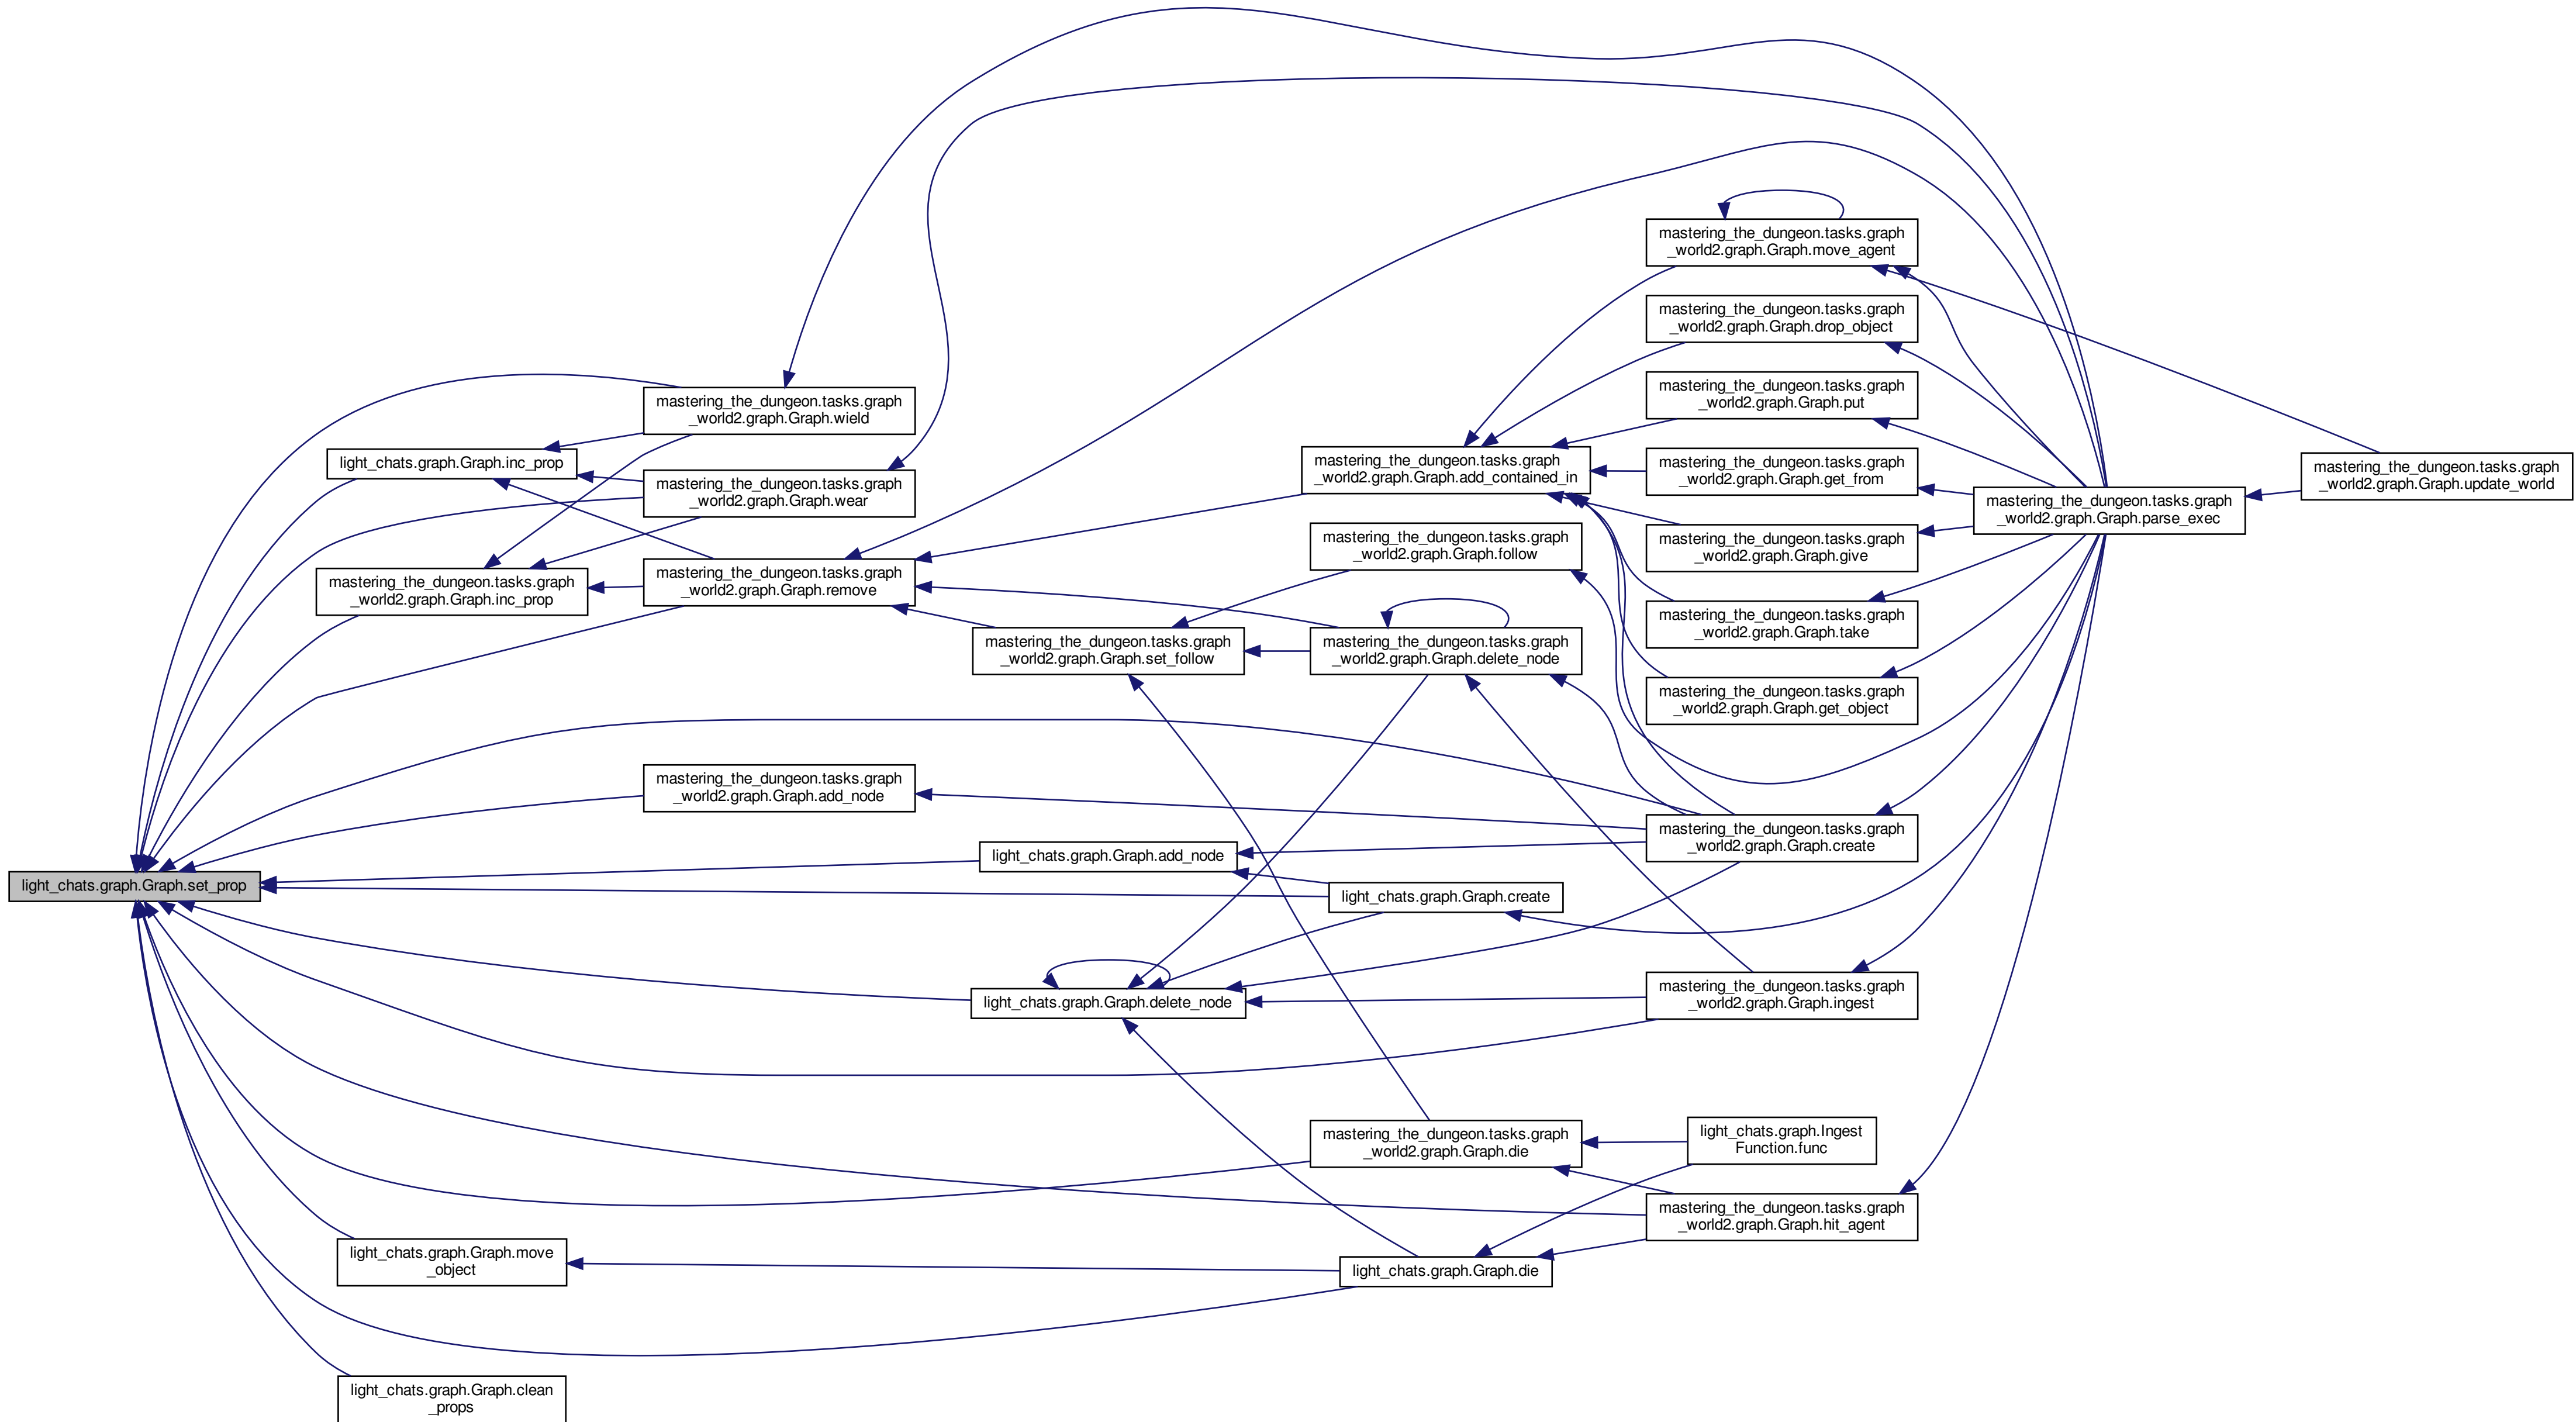 light_chats.graph.Graph.set_prop
light_chats.graph.Graph.inc_prop
mastering_the_dungeon.tasks.graph
_world2.graph.Graph.inc_prop
light_chats.graph.Graph.move
_object
light_chats.graph.Graph.clean
_props
mastering_the_dungeon.tasks.graph
_world2.graph.Graph.wield
mastering_the_dungeon.tasks.graph
_world2.graph.Graph.wear
mastering_the_dungeon.tasks.graph
_world2.graph.Graph.remove
mastering_the_dungeon.tasks.graph
_world2.graph.Graph.add_node
mastering_the_dungeon.tasks.graph
_world2.graph.Graph.set_follow
light_chats.graph.Graph.add_node
light_chats.graph.Graph.delete_node
mastering_the_dungeon.tasks.graph
_world2.graph.Graph.add_contained_in
mastering_the_dungeon.tasks.graph
_world2.graph.Graph.follow
mastering_the_dungeon.tasks.graph
_world2.graph.Graph.delete_node
light_chats.graph.Graph.create
mastering_the_dungeon.tasks.graph
_world2.graph.Graph.die
light_chats.graph.Graph.die
mastering_the_dungeon.tasks.graph
_world2.graph.Graph.move_agent
mastering_the_dungeon.tasks.graph
_world2.graph.Graph.drop_object
mastering_the_dungeon.tasks.graph
_world2.graph.Graph.put
mastering_the_dungeon.tasks.graph
_world2.graph.Graph.get_from
mastering_the_dungeon.tasks.graph
_world2.graph.Graph.give
mastering_the_dungeon.tasks.graph
_world2.graph.Graph.take
mastering_the_dungeon.tasks.graph
_world2.graph.Graph.get_object
mastering_the_dungeon.tasks.graph
_world2.graph.Graph.create
mastering_the_dungeon.tasks.graph
_world2.graph.Graph.ingest
light_chats.graph.Ingest
Function.func
mastering_the_dungeon.tasks.graph
_world2.graph.Graph.hit_agent
mastering_the_dungeon.tasks.graph
_world2.graph.Graph.parse_exec
mastering_the_dungeon.tasks.graph
_world2.graph.Graph.update_world